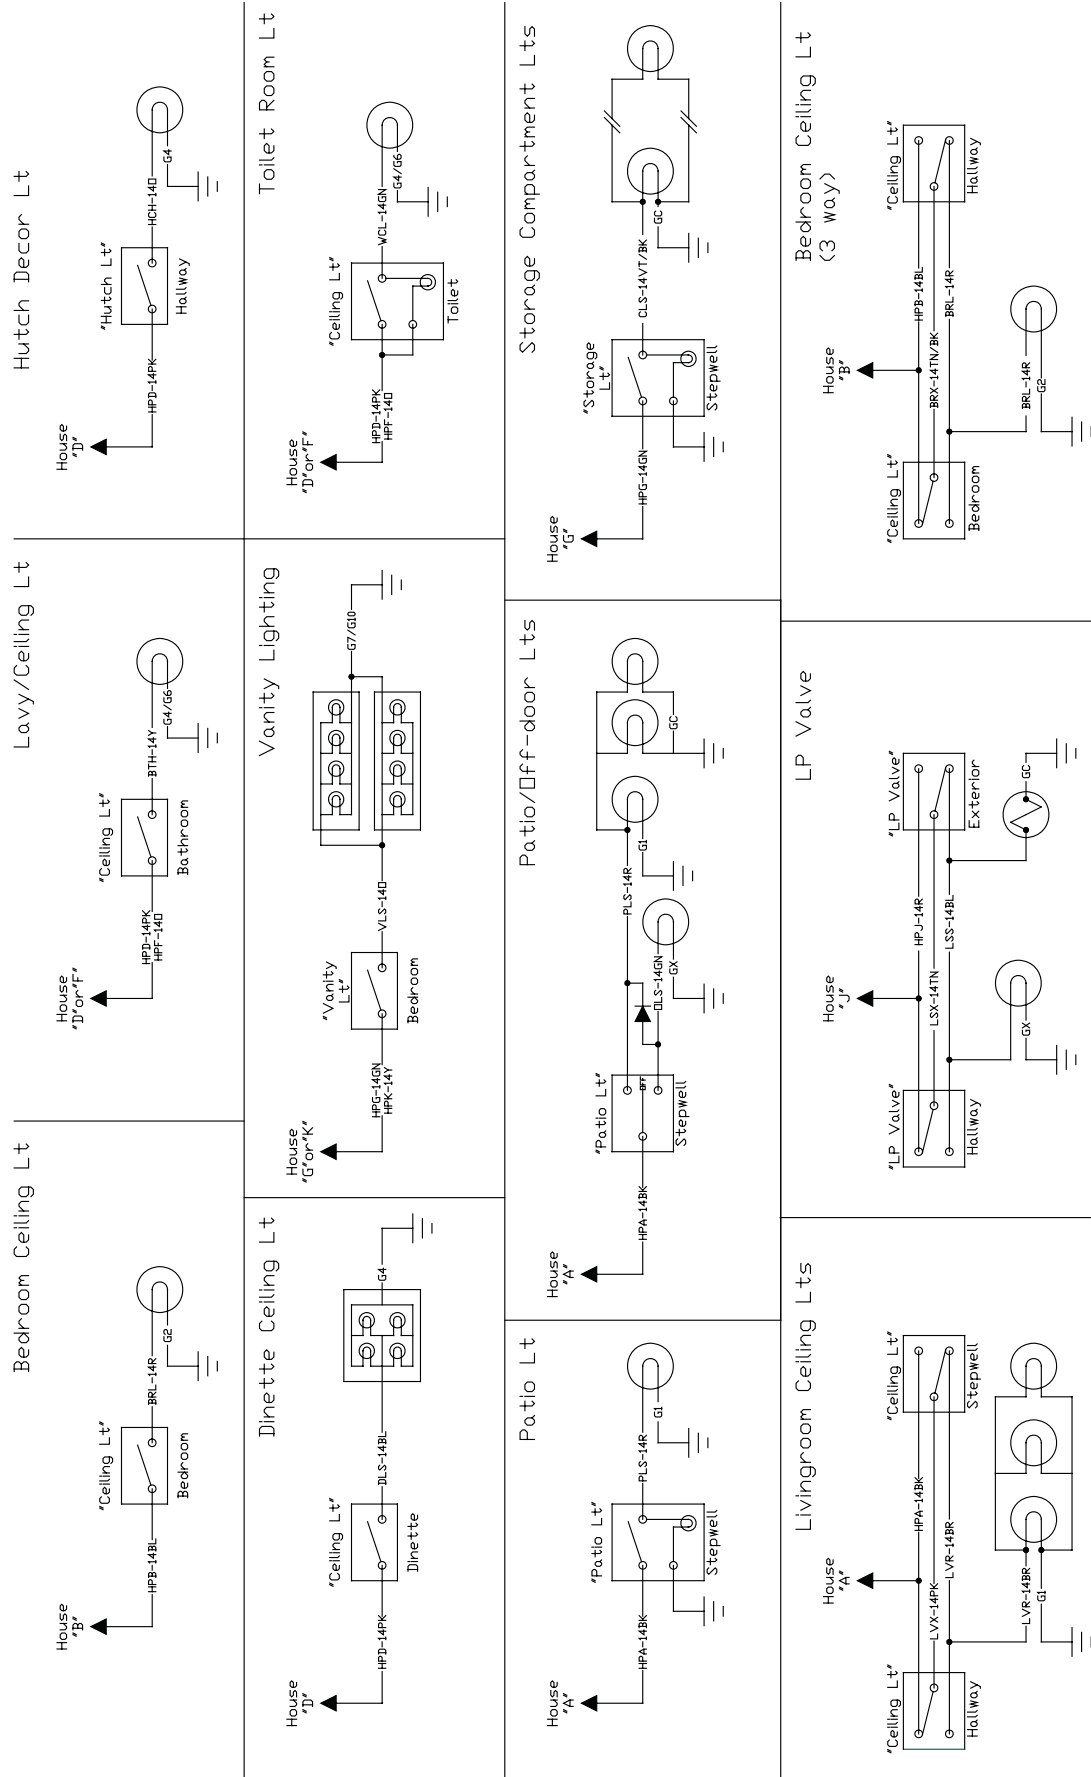 Bedroom Ceiling Lt
House
"B"
HPB-14BL
"Ceiling Lt"
Bedroom
BRL-14R
G2
Lavy/Ceiling Lt
House
"D"or"F"
HPD-14PK
HPF-14O
"Ceiling Lt"
Bathroom
BTH-14Y
G4/G6
Hutch Decor Lt
House
"D"
HPD-14PK
"Hutch Lt"
Hallway
HCH-14O
G4
Dinette Ceiling Lt
House
"D"
HPD-14PK
"Ceiling Lt"
Dinette
DLS-14BL
G4
Vanity Lighting
House
"G"or"K"
HPG-14GN
HPK-14Y
"Vanity
Lt"
Bedroom
VLS-14O
G7/G10
Toilet Room Lt
House
"D"or"F"
HPD-14PK
HPF-14O
"Ceiling Lt"
Toilet
WCL-14GN
G4/G6
Patio Lt
House
"A"
HPA-14BK
"Patio Lt"
Stepwell
PLS-14R
G1
Patio/Off-door Lts
House
"A"
HPA-14BK
"Patio Lt"
OFF
Stepwell
PLS-14R
OLS-14GN
GX
G1
GC
Storage Compartment Lts
House
"G"
HPG-14GN
"Storage
Lt"
Stepwell
CLS-14VT/BK
GC
Livingroom Ceiling Lts
House
"A"
"Ceiling Lt"
Hallway
HPA-14BK
LVX-14PK
LVR-14BR
"Ceiling Lt"
Stepwell
LVR-14BR
G1
LP Valve
House
"J"
"LP Valve"
Hallway
HPJ-14R
LSX-14TN
LSS-14BL
"LP Valve"
Exterior
GX
GC
Bedroom Ceiling Lt
(3 Way)
House
"B"
"Ceiling Lt"
Bedroom
HPB-14BL
BRX-14TN/BK
BRL-14R
"Ceiling Lt"
Hallway
BRL-14R
G2